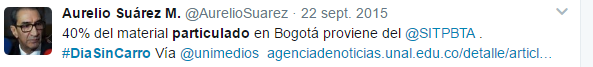 Aurelio Suárez M. @AurelioSuarez · 22 sept. 2015
40% del material particulado en Bogotá proviene del @SITPBTA .
#DiaSinCarro Vía @unimedios agenciadenoticias.unal.edu.co/detalle/articl…